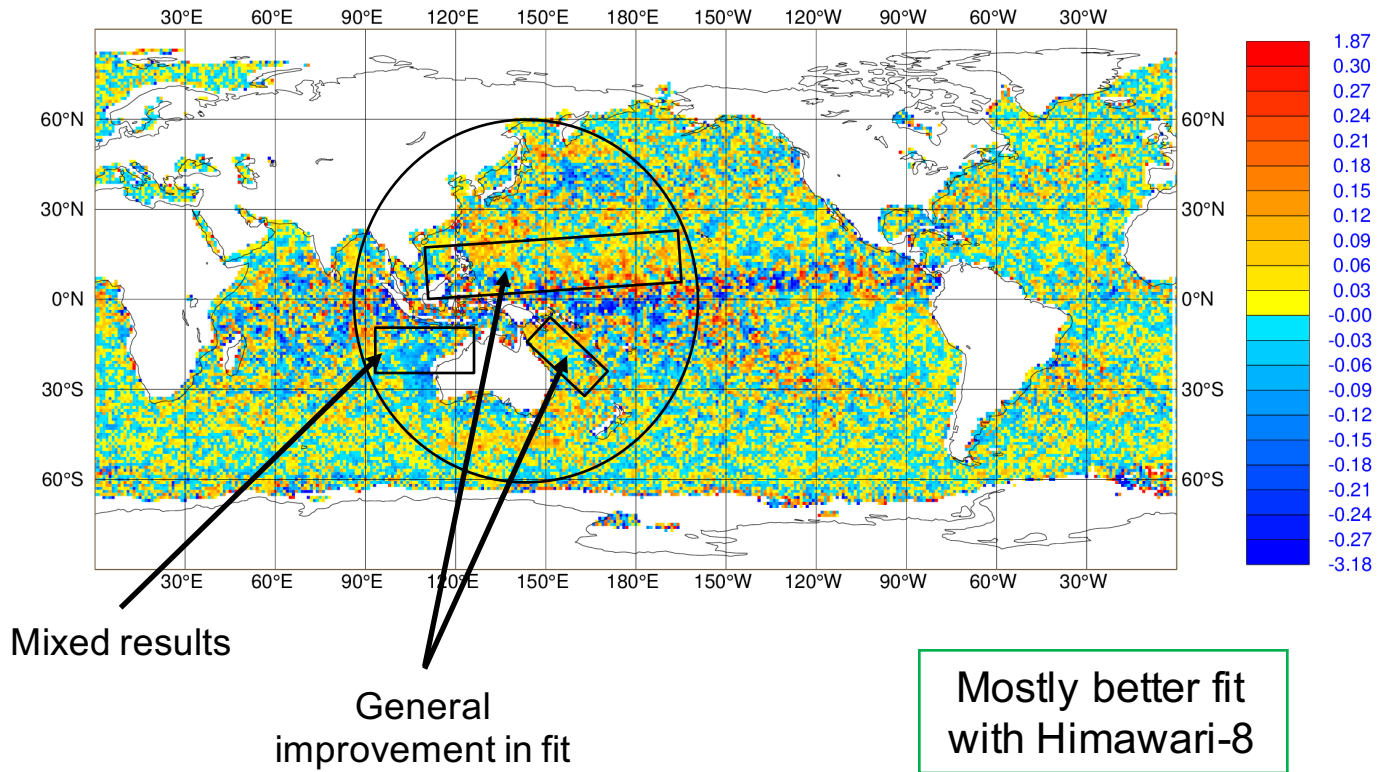 30°E 60°E 90°E 120°E 150°E 180°E 150°W 120°W 90°W 60°W 30°W
60°N 60°N
30°N 30°N
0°N 0°N
30°S 30°S
60°S 60°S
30°E 60°E 90°E 120°E 150°E 180°E 150°W 120°W 90°W 60°W 30°W
1.87
0.30
0.27
0.24
0.21
0.18
0.15
0.12
0.09
0.06
0.03
-0.00
-0.03
-0.06
-0.09
-0.12
-0.15
-0.18
-0.21
-0.24
-0.27
-3.18
Mixed results
General
improvement in fit
Mostly better fit
with Himawari-8